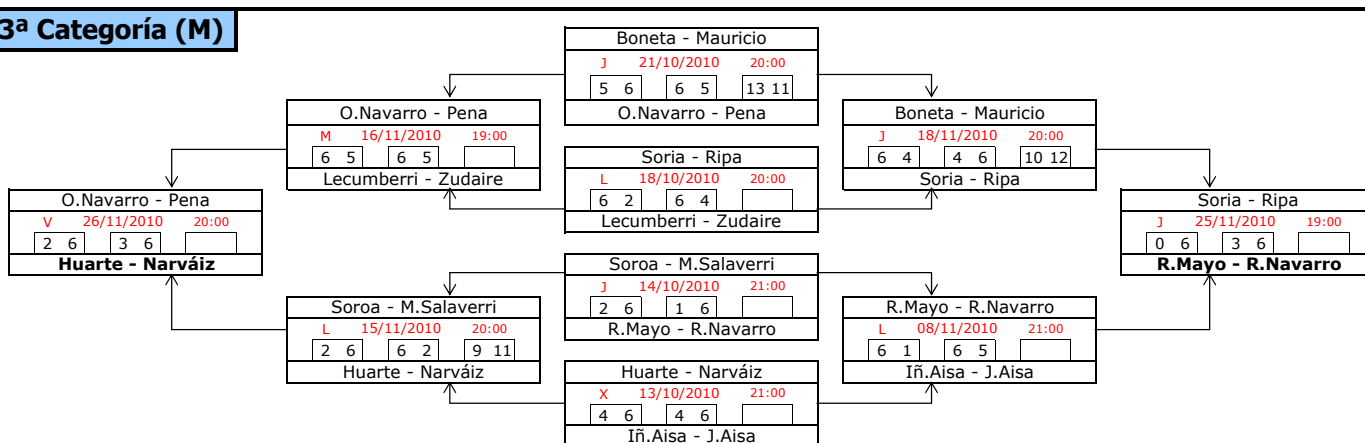 3ª Categoría (M)
Boneta - Mauricio
J 21/10/2010 20:00
5 6 6 5 13 11
O.Navarro - Pena
O.Navarro - Pena
M 16/11/2010 19:00
6 5 6 5
Lecumberri - Zudaire
Boneta - Mauricio
J 18/11/2010 20:00
6 4 4 6 10 12
Soria - Ripa
Soria - Ripa
L 18/10/2010 20:00
6 2 6 4
Lecumberri - Zudaire
O.Navarro - Pena
V 26/11/2010 20:00
2 6 3 6
Huarte - Narváiz
Soria - Ripa
J 25/11/2010 19:00
0 6 3 6
R.Mayo - R.Navarro
Soroa - M.Salaverri
J 14/10/2010 21:00
2 6 1 6
R.Mayo - R.Navarro
Soroa - M.Salaverri
L 15/11/2010 20:00
2 6 6 2 9 11
Huarte - Narváiz
R.Mayo - R.Navarro
L 08/11/2010 21:00
6 1 6 5
Iñ.Aisa - J.Aisa
Huarte - Narváiz
X 13/10/2010 21:00
4 6 4 6
Iñ.Aisa - J.Aisa